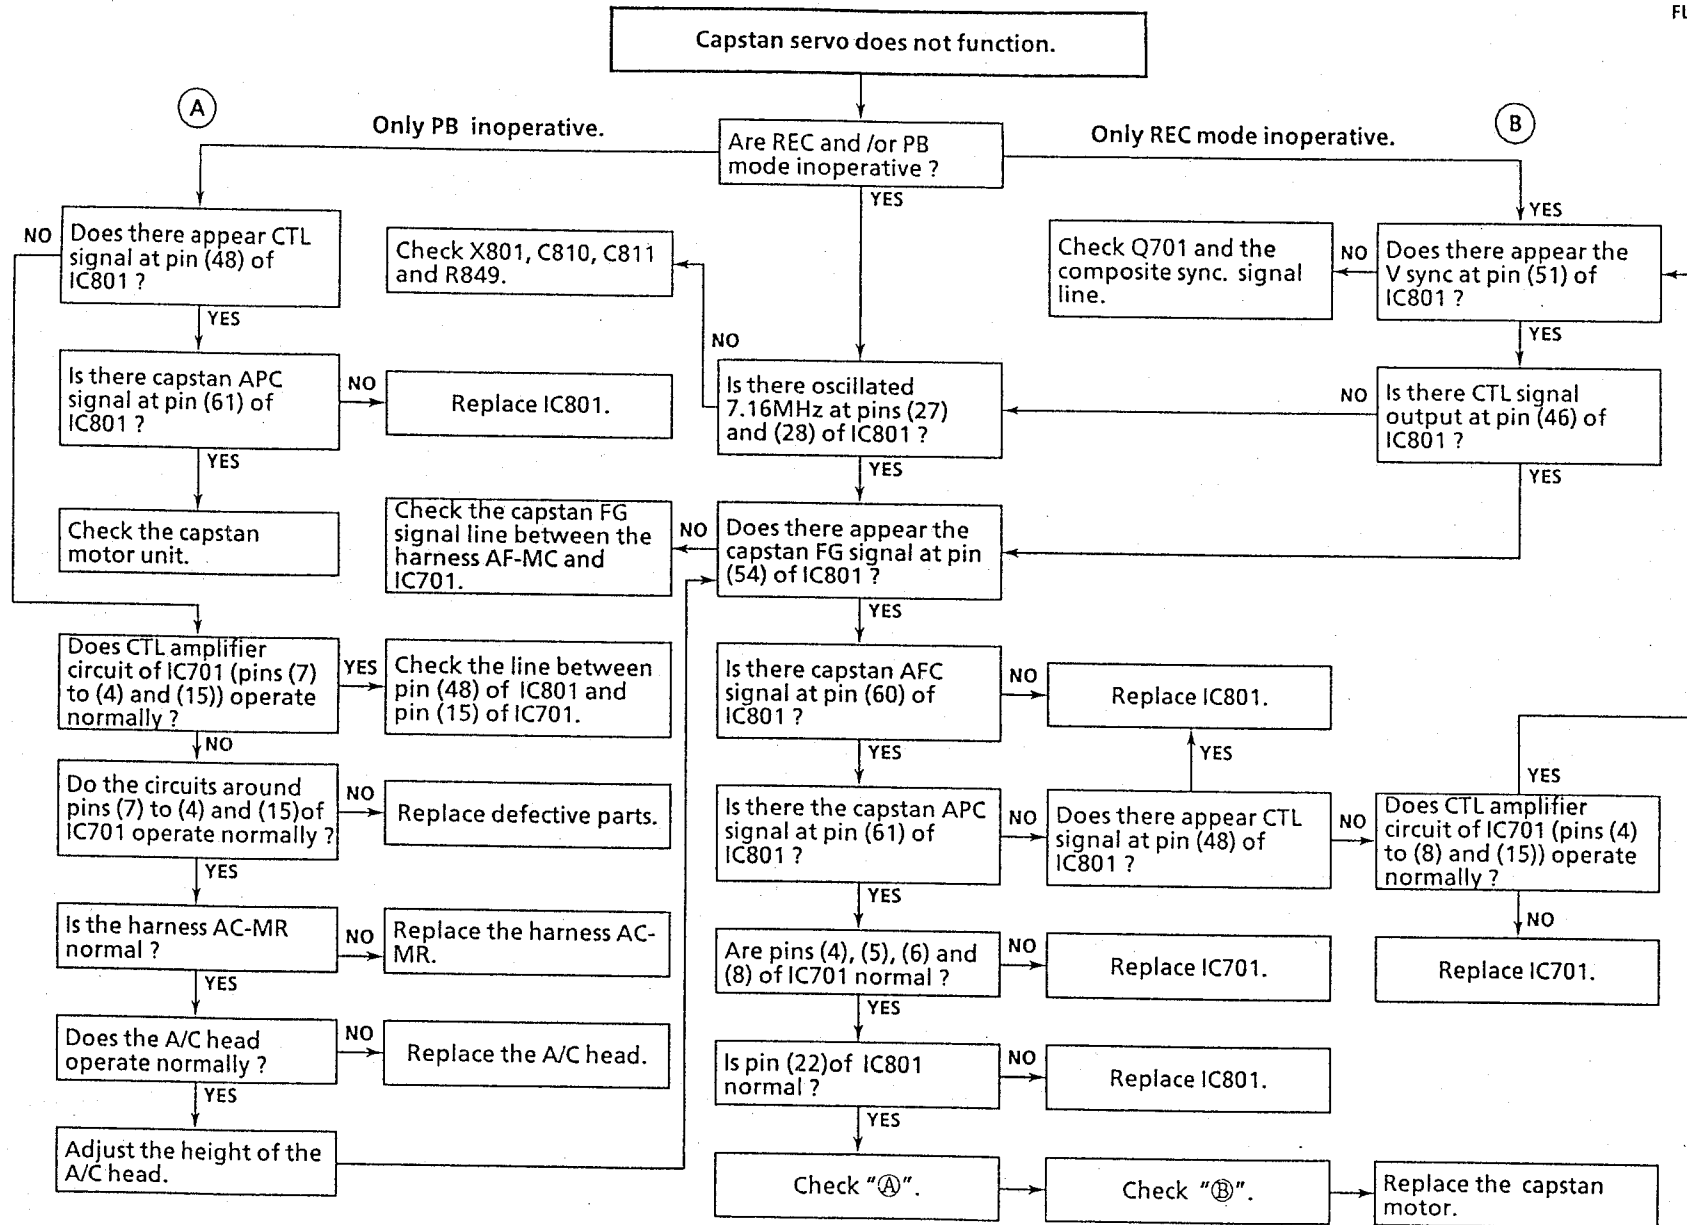 FL
Capstan servo does not function.
A
Only PB inoperative.
Are REC and /or PB
mode inoperative ?
Only REC mode inoperative.
B
YES
YES
NO
Does there appear CTL
signal at pin (48) of
IC801 ?
Check X801, C810, C811
and R849.
Check Q701 and the
composite sync. signal
line.
NO
Does there appear the
V sync at pin (51) of
IC801 ?
YES
NO
YES
Is there capstan APC
signal at pin (61) of
IC801 ?
NO
Replace IC801.
Is there oscillated
7.16MHz at pins (27)
and (28) of IC801 ?
NO
Is there CTL signal
output at pin (46) of
IC801 ?
YES
YES
YES
Check the capstan
motor unit.
Check the capstan FG
signal line between the
harness AF-MC and
IC701.
NO
Does there appear the
capstan FG signal at pin
(54) of IC801 ?
YES
Does CTL amplifier
circuit of IC701 (pins (7)
to (4) and (15)) operate
normally ?
YES
Check the line between
pin (48) of IC801 and
pin (15) of IC701.
Is there capstan AFC
signal at pin (60) of
IC801 ?
NO
Replace IC801.
NO
YES
YES
YES
Do the circuits around
pins (7) to (4) and (15)of
IC701 operate normally ?
NO
Replace defective parts.
Is there the capstan APC
signal at pin (61) of
IC801 ?
NO
Does there appear CTL
signal at pin (48) of
IC801 ?
NO
Does CTL amplifier
circuit of IC701 (pins (4)
to (8) and (15)) operate
normally ?
YES
YES
NO
Is the harness AC-MR
normal ?
NO
Replace the harness AC-
MR.
Are pins (4), (5), (6) and
(8) of IC701 normal ?
NO
Replace IC701.
Replace IC701.
YES
YES
Does the A/C head
operate normally ?
NO
Replace the A/C head.
Is pin (22)of IC801
normal ?
NO
Replace IC801.
YES
YES
Adjust the height of the
A/C head.
Check "Ⓐ".
Check "Ⓑ".
Replace the capstan
motor.